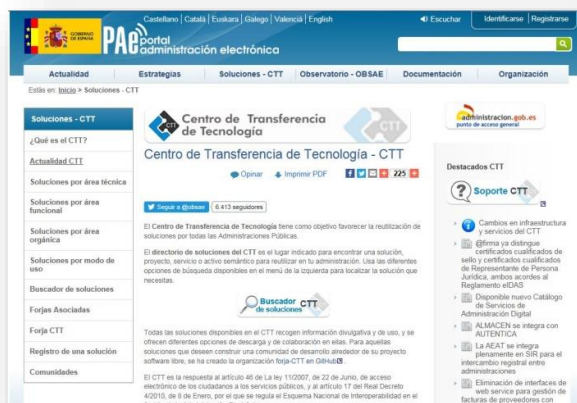 Castellano | Català | Euskara | Galego | Valencià | English
Escuchar
Identificarse | Registrarse
GOBIERNO DE ESPAÑA
PAe portal administración electrónica
Actualidad
Estrategias
Soluciones - CTT
Observatorio - OBSAE
Documentación
Organización
Estás en: Inicio > Soluciones - CTT
Soluciones - CTT
¿Qué es el CTT?
Actualidad CTT
Soluciones por área técnica
Soluciones por área
funcional
Soluciones por área
orgánica
Soluciones por modo de
uso
Buscador de soluciones
Forjas Asociadas
Forja CTT
Registro de una solución
Comunidades
CTT
Centro de Transferencia
de Tecnología
CTT
Centro de Transferencia de Tecnología - CTT
Opinar
Imprimir PDF
225
Seguir a @obsae
6.413 seguidores
El Centro de Transferencia de Tecnología tiene como objetivo favorecer la reutilización de
soluciones por todas las Administraciones Públicas.
El directorio de soluciones del CTT es el lugar indicado para encontrar una solución,
proyecto, servicio o activo semántico para reutilizar en tu administración. Usa las diferentes
opciones de búsqueda disponibles en el menú de la izquierda para localizar la solución que
necesitas.
Buscador
de soluciones
CTT
Todas las soluciones disponibles en el CTT recogen información divulgativa y de uso, y se
ofrecen diferentes opciones de descarga y de colaboración en ellas. Para aquellas
soluciones que deseen construir una comunidad de desarrollo alrededor de su proyecto
software libre, se ha creado la organización forja-CTT en GitHub.
El CTT es la respuesta al artículo 46 de La ley 11/2007, de 22 de Junio, de acceso
electrónico de los ciudadanos a los servicios públicos, y al artículo 17 del Real Decreto
4/2010, de 8 de Enero, por el que se regula el Esquema Nacional de Interoperabilidad en el
administracion.gob.es
punto de acceso general
Destacados CTT
Soporte CTT
Cambios en infraestructura
y servicios del CTT
@firma ya distingue
certificados cualificados de
sello y certificados cualificados
de Representante de Persona
Jurídica, ambos acordes al
Reglamento eIDAS
Disponible nuevo Catálogo
de Servicios de
Administración Digital
ALMACEN se integra con
AUTENTICA
La AEAT se integra
plenamente en SIR para el
intercambio registral entre
administraciones
Eliminación de interfaces de
web service para gestión de
facturas de proveedores con